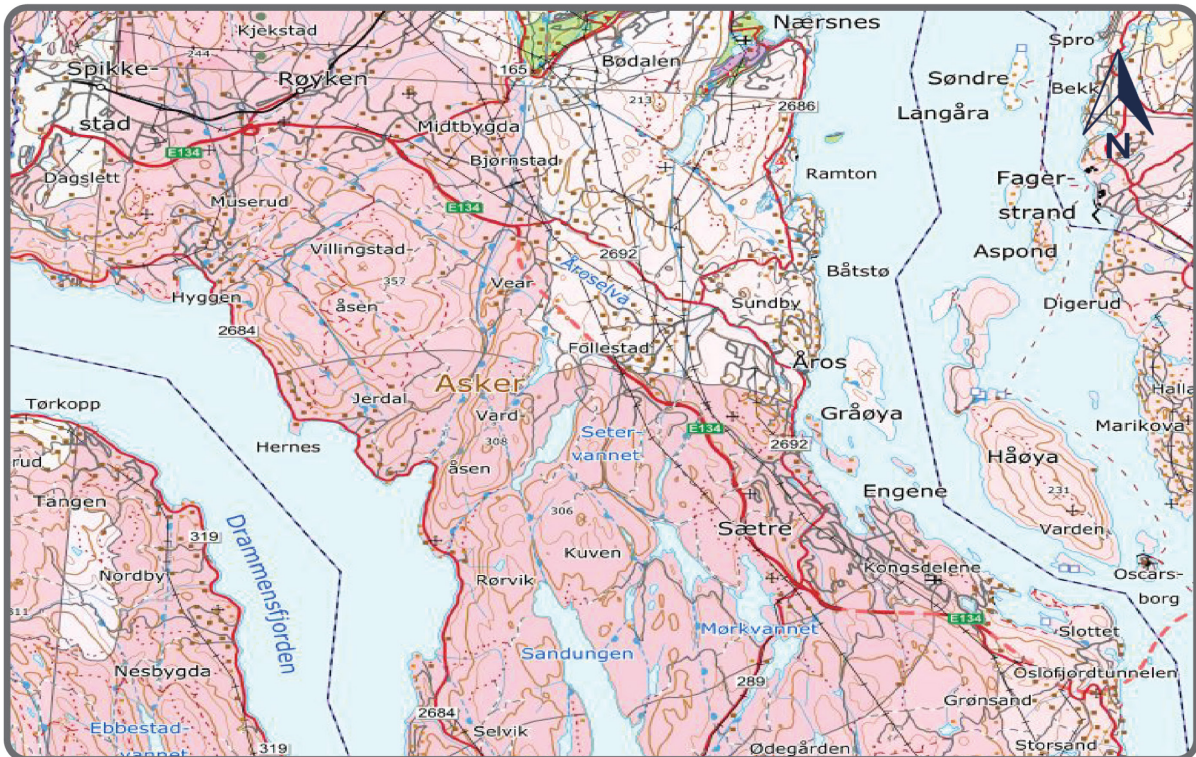 Nærsnes
Kjekstad
Spro
244
Bødalen
Spikke-
stad
Røyken
165
Søndre
Langåra
Bekk
213
2686
Midtbygda
N
E134
Bjørnstad
Dagslett
Ramton
Fager-
strand
Muserud
E134
Villingstad-
åsen
2692
Aspond
Åroselva
Båtstø
357
Vear
Hyggen
Sundby
Digerud
2684
Follestad
Åros
Asker
Jerdal
Halla
Tørkopp
Vard-
åsen
Gråøya
Marikova
308
Seter-
vannet
E134
Hernes
2692
Håøya
rud
Engene
231
Tangen
306
Sætre
Varden
319
Drammensfjorden
Kuven
Kongsdelene
Nordby
Rørvik
Oscars-
borg
311
E134
Mørkvannet
Slottet
Sandungen
Nesbygda
Oslofjordtunnelen
289
Grønsand
2684
Ebbestad-
vannet
Selvik
319
Ødegården
Storsand